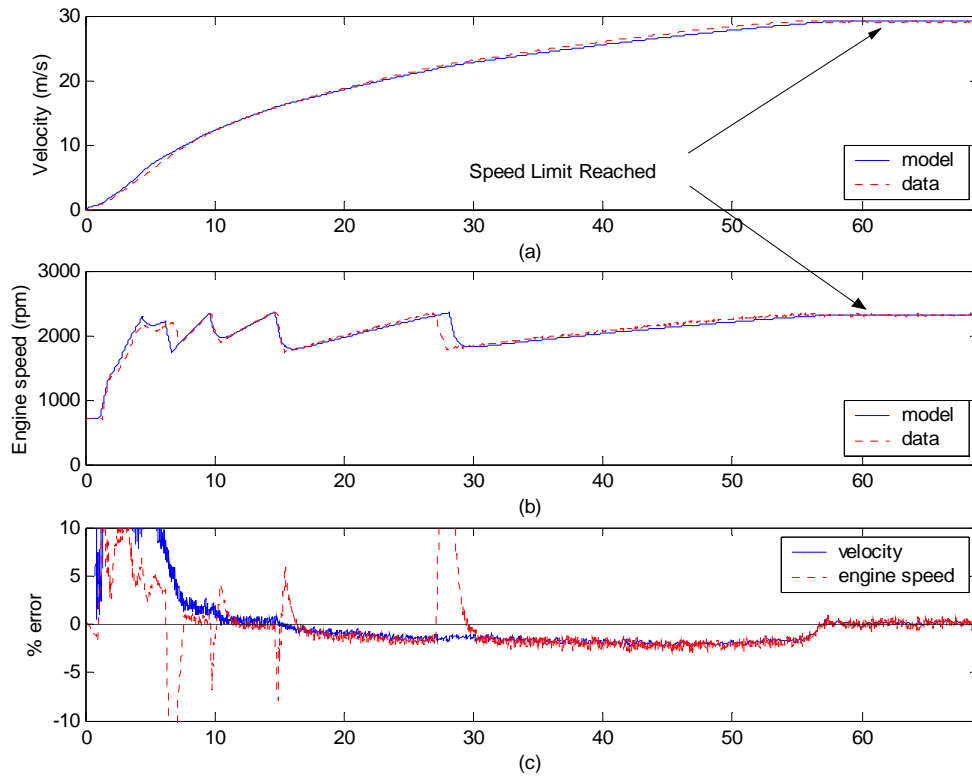 30
20
10
0
Velocity (m/s)
Speed Limit Reached
model
data
0 10 20 30 40 50 60
(a)
3000
2000
1000
0
Engine speed (rpm)
model
data
0 10 20 30 40 50 60
(b)
10
5
0
-5
-10
% error
velocity
engine speed
0 10 20 30 40 50 60
(c)